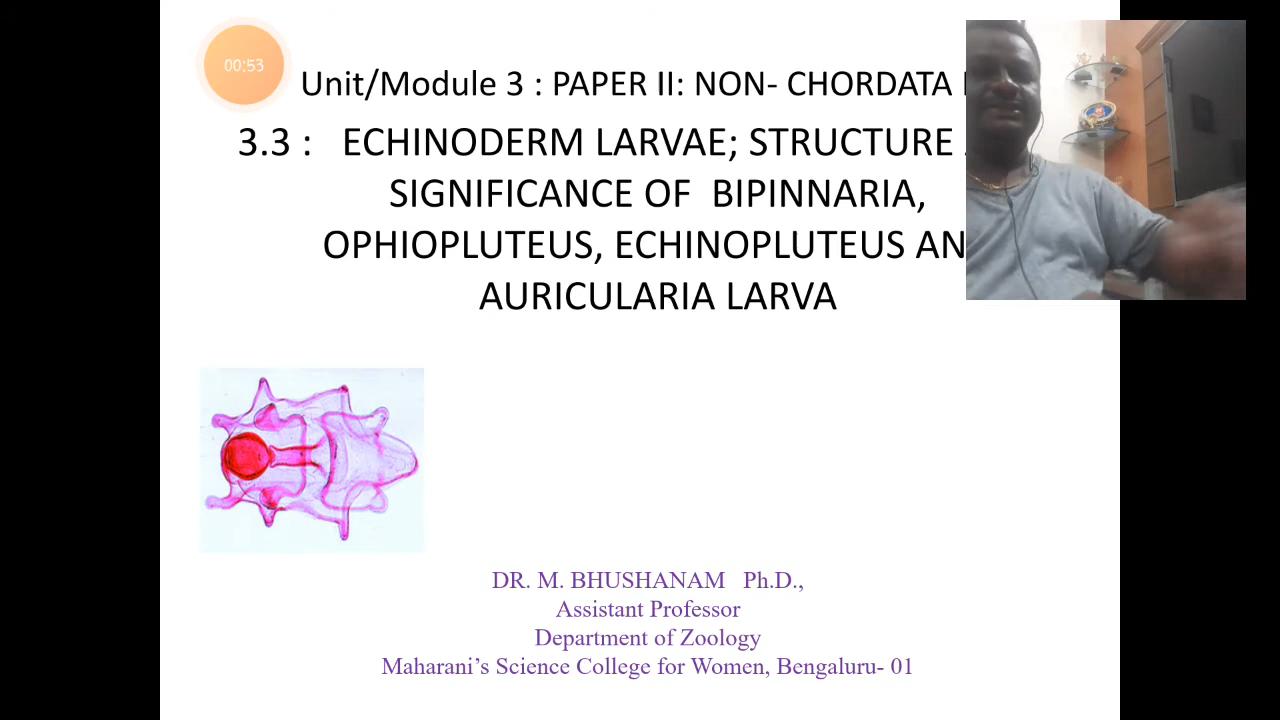 00:53
Unit/Module 3 : PAPER II: NON- CHORDATA
3.3 : ECHINODERM LARVAE; STRUCTURE
SIGNIFICANCE OF BIPINNARIA,
OPHIOPLUTEUS, ECHINOPLUTEUS
AURICULARIA LARVA
DR. M. BHUSHANAM Ph.D.,
Assistant Professor
Department of Zoology
Maharani’s Science College for Women, Bengaluru- 01